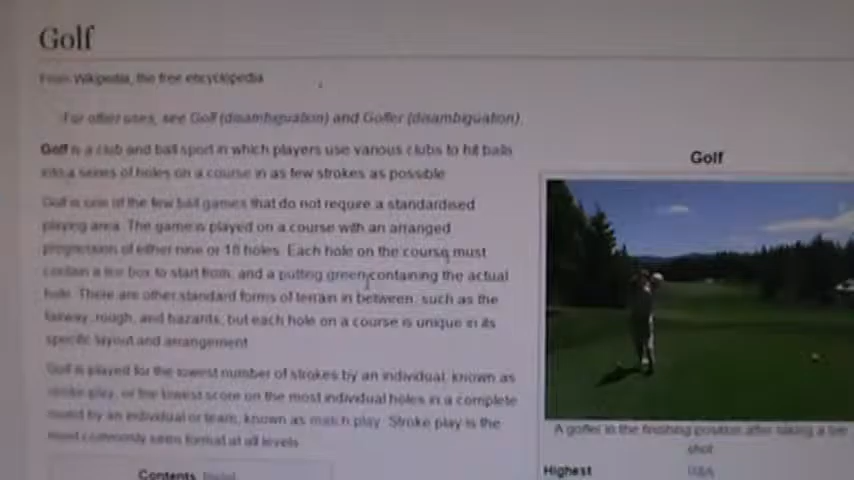 Golf
From Wikipedia, the free encyclopedia
For other uses, see Golf (disambiguation) and Golfer (disambiguation).
Golf is a club and ball sport in which players use various clubs to hit balls
into a series of holes on a course in as few strokes as possible
Golf is one of the few ball games that do not require a standardised
playing area. The game is played on a course with an arranged
progression of either nine or 18 holes. Each hole on the course must
contain a tee box to start from, and a putting green containing the actual
hole. There are other standard forms of terrain in between, such as the
fairway, rough, and hazards, but each hole on a course is unique in its
specific layout and arrangement
Golf is played for the lowest number of strokes by an individual, known as
stroke play, or the lowest score on the most individual holes in a complete
round by an individual or team, known as match play. Stroke play is the
most commonly seen format at all levels
Contents
Golf
A golfer in the finishing position after taking a tee
shot
Highest